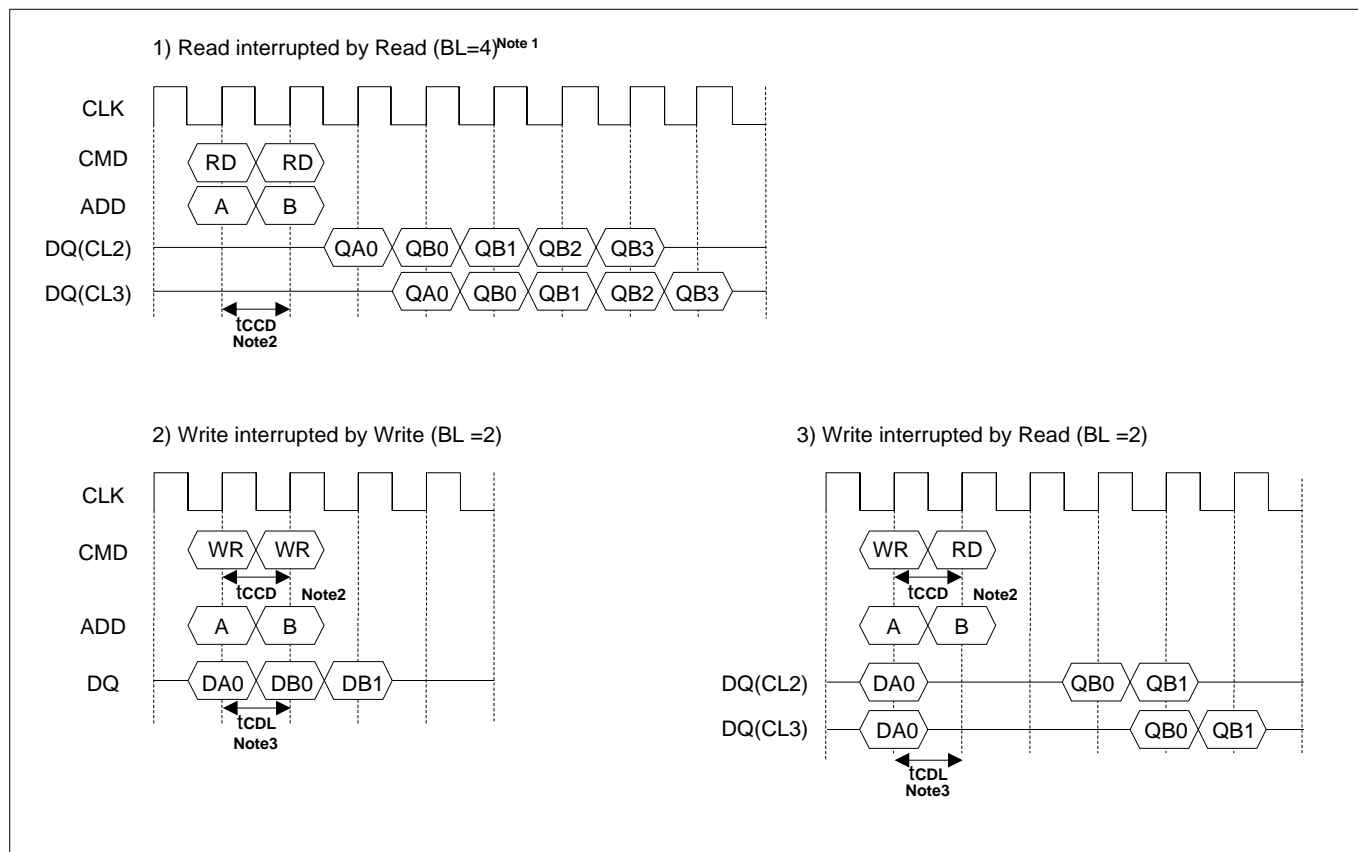 1) Read interrupted by Read (BL=4)Note 1
CLK
CMD RD RD
ADD A B
DQ(CL2) QA0 QB0 QB1 QB2 QB3
DQ(CL3) QA0 QB0 QB1 QB2 QB3
tCCD
Note2
2) Write interrupted by Write (BL =2)
CLK
CMD WR WR
tCCD Note2
ADD A B
DQ DA0 DB0 DB1
tCDL
Note3
3) Write interrupted by Read (BL =2)
WR RD
tCCD Note2
A B
DQ(CL2) DA0 QB0 QB1
DQ(CL3) DA0 QB0 QB1
tCDL
Note3